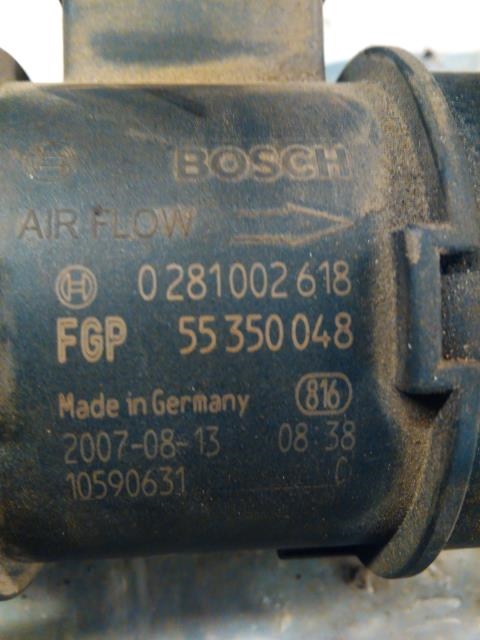 BOSCH
AIR FLOW
0 281 002 618
FGP 55 350 048
Made in Germany 816
2007-08-13 08:38
10590631 C